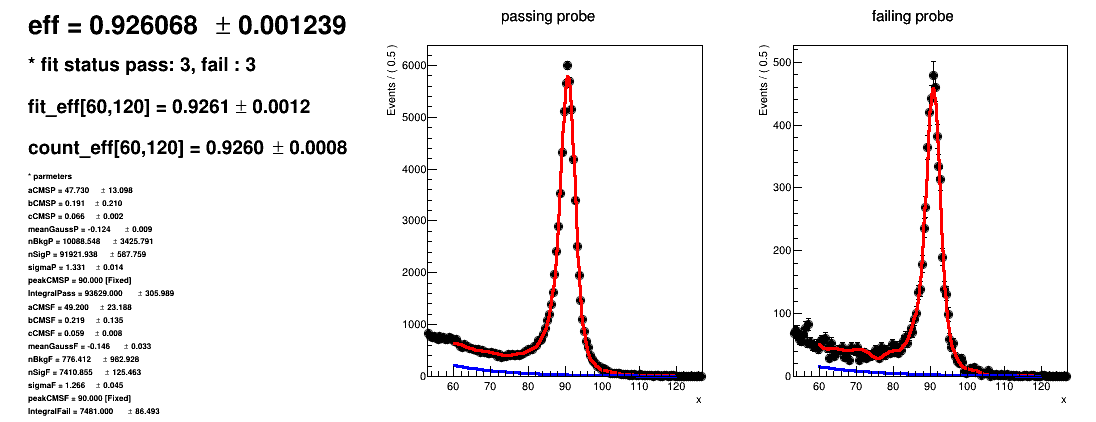 eff = 0.926068 ± 0.001239
* fit status pass: 3, fail : 3
fit_eff[60,120] = 0.9261 ± 0.0012
count_eff[60,120] = 0.9260 ± 0.0008
* parmeters
aCMSP = 47.730 ± 13.098
bCMSP = 0.191 ± 0.210
cCMSP = 0.066 ± 0.002
meanGaussP = -0.124 ± 0.009
nBkgP = 10088.548 ± 3425.791
nSigP = 91921.938 ± 587.759
sigmaP = 1.331 ± 0.014
peakCMSP = 90.000 [Fixed]
IntegralPass = 93629.000 ± 305.989
aCMSF = 49.200 ± 23.188
bCMSF = 0.219 ± 0.135
cCMSF = 0.059 ± 0.008
meanGaussF = -0.146 ± 0.033
nBkgF = 776.412 ± 962.928
nSigF = 7410.855 ± 125.463
sigmaF = 1.266 ± 0.045
peakCMSF = 90.000 [Fixed]
IntegralFail = 7481.000 ± 86.493
passing probe
Events / ( 0.5 )
6000
5000
4000
3000
2000
1000
0
60 70 80 90 100 110 120
x
failing probe
Events / ( 0.5 )
500
400
300
200
100
0
60 70 80 90 100 110 120
x